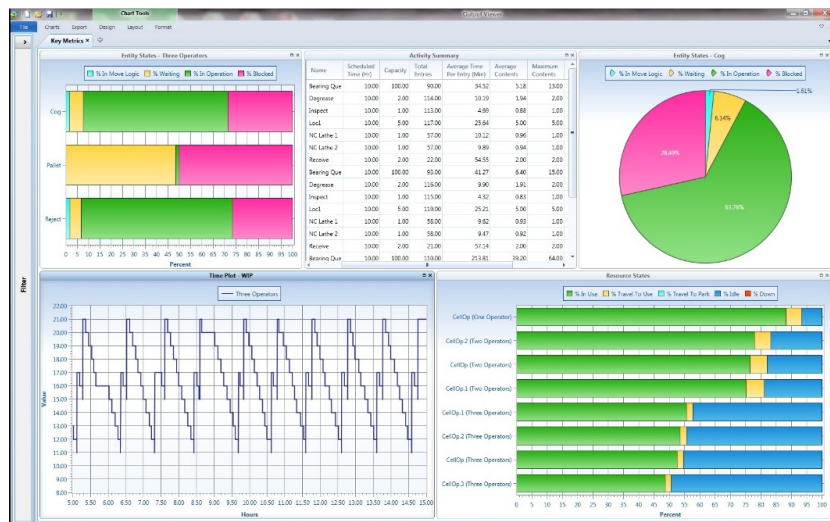 Chart Tools
Output Viewer
File Charts Export Design Layout Format
Key Metrics
Filter
Entity States - Three Operators
% In Move Logic % Waiting % In Operation % Blocked
Cog
Pallet
Reject
0 5 10 15 20 25 30 35 40 45 50 55 60 65 70 75 80 85 90 95 100
Percent
Activity Summary
Name Scheduled Time (Hr) Capacity Total Entries Average Time Per Entry (Min) Average Contents Maximum Contents
Bearing Que 10.00 100.00 90.00 34.52 5.18 13.00
Degrease 10.00 2.00 114.00 10.19 1.94 2.00
Inspect 10.00 1.00 113.00 4.69 0.88 1.00
Loc1 10.00 5.00 117.00 25.64 5.00 5.00
NC Lathe 1 10.00 1.00 57.00 10.12 0.96 1.00
NC Lathe 2 10.00 1.00 57.00 9.89 0.94 1.00
Receive 10.00 2.00 22.00 54.55 2.00 2.00
Bearing Que 10.00 100.00 93.00 41.27 6.40 15.00
Degrease 10.00 2.00 116.00 9.90 1.91 2.00
Inspect 10.00 1.00 115.00 4.32 0.83 1.00
Loc1 10.00 5.00 119.00 25.21 5.00 5.00
NC Lathe 1 10.00 1.00 58.00 9.62 0.93 1.00
NC Lathe 2 10.00 1.00 58.00 9.47 0.92 1.00
Receive 10.00 2.00 21.00 57.14 2.00 2.00
Bearing Que 10.00 100.00 110.00 213.81 39.20 64.00
Entity States - Cog
% In Move Logic % Waiting % In Operation % Blocked
1.61%
6.14%
28.49%
63.76%
Time Plot - WIP
Three Operators
Value
22.00
21.00
20.00
19.00
18.00
17.00
16.00
15.00
14.00
13.00
12.00
11.00
10.00
9.00
8.00
5.00 5.50 6.00 6.50 7.00 7.50 8.00 8.50 9.00 9.50 10.00 10.50 11.00 11.50 12.00 12.50 13.00 13.50 14.00 14.50 15.00
Hours
Resource States
% In Use % Travel To Use % Travel To Park % Idle % Down
CellOp (One Operator)
CellOp.2 (Two Operators)
CellOp (Two Operators)
CellOp.1 (Two Operators)
CellOp.1 (Three Operators)
CellOp.2 (Three Operators)
CellOp (Three Operators)
CellOp.3 (Three Operators)
0 5 10 15 20 25 30 35 40 45 50 55 60 65 70 75 80 85 90 95 100
Percent